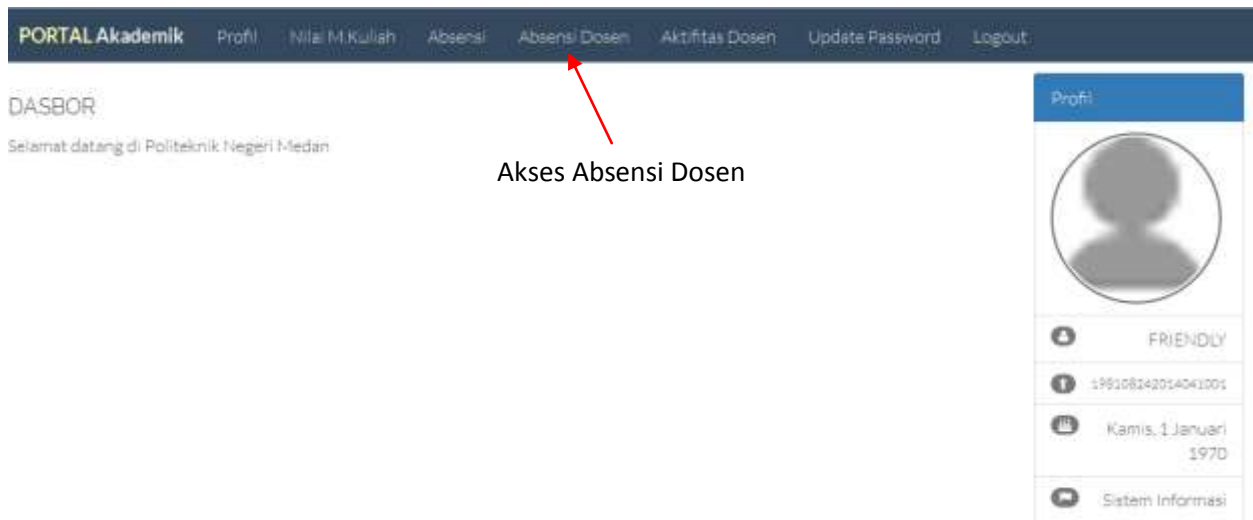 PORTAL Akademik Profil Nilai M.Kuliah Absensi Absensi Dosen Aktifitas Dosen Update Password Logout
DASBOR
Selamat datang di Politeknik Negeri Medan
Akses Absensi Dosen
Profil
FRIENDLY
198108242014041001
Kamis, 1 Januari
1970
Sistem Informasi